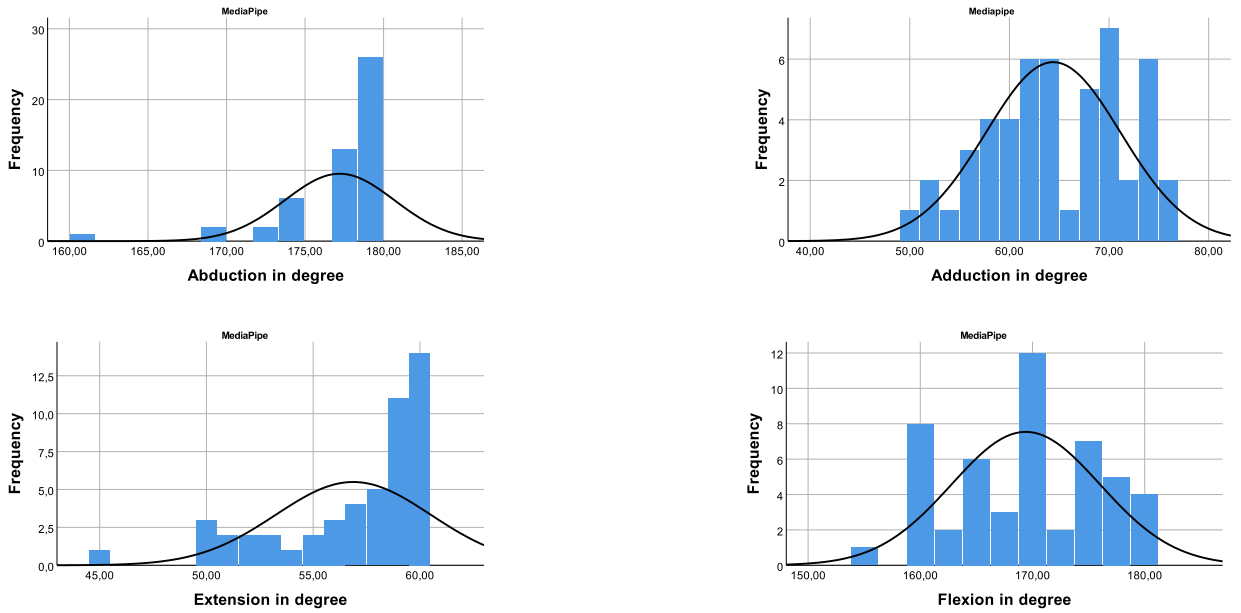 MediaPipe
Frequency
30
20
10
0
160,00 165,00 170,00 175,00 180,00 185,00
Abduction in degree
Mediapipe
Frequency
6
4
2
0
40,00 50,00 60,00 70,00 80,00
Adduction in degree
MediaPipe
Frequency
12,5
10,0
7,5
5,0
2,5
0,0
45,00 50,00 55,00 60,00
Extension in degree
MediaPipe
Frequency
12
10
8
6
4
2
0
150,00 160,00 170,00 180,00
Flexion in degree